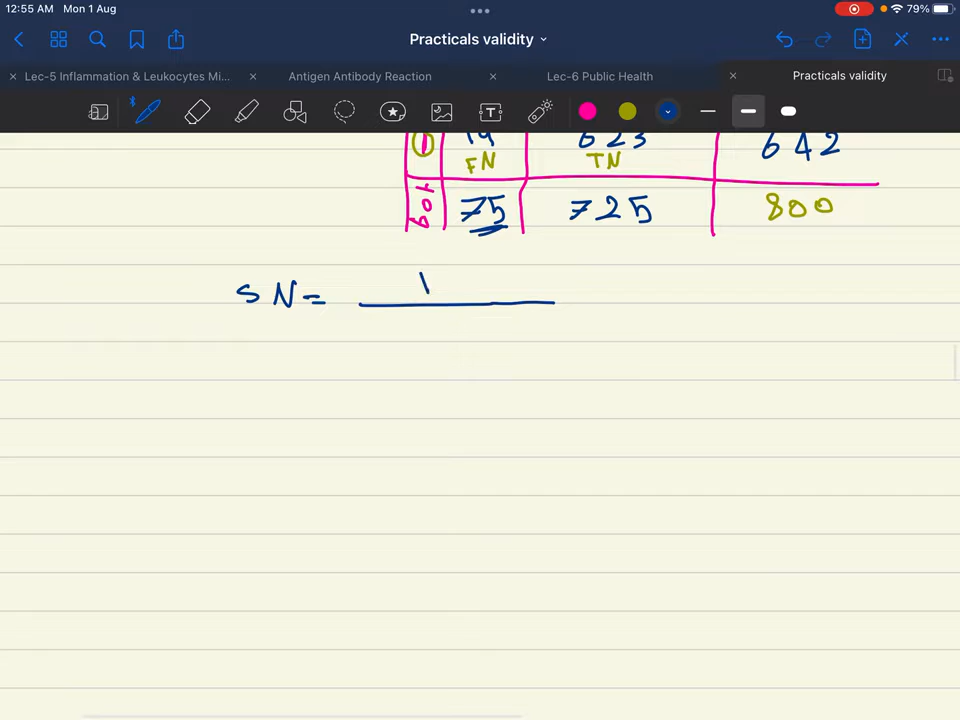 12:55 AM Mon 1 Aug 79%
Practicals validity
Lec-5 Inflammation & Leukocytes Mi... Antigen Antibody Reaction Lec-6 Public Health Practicals validity
19 623 642
FN TN
75 725 800
SN=